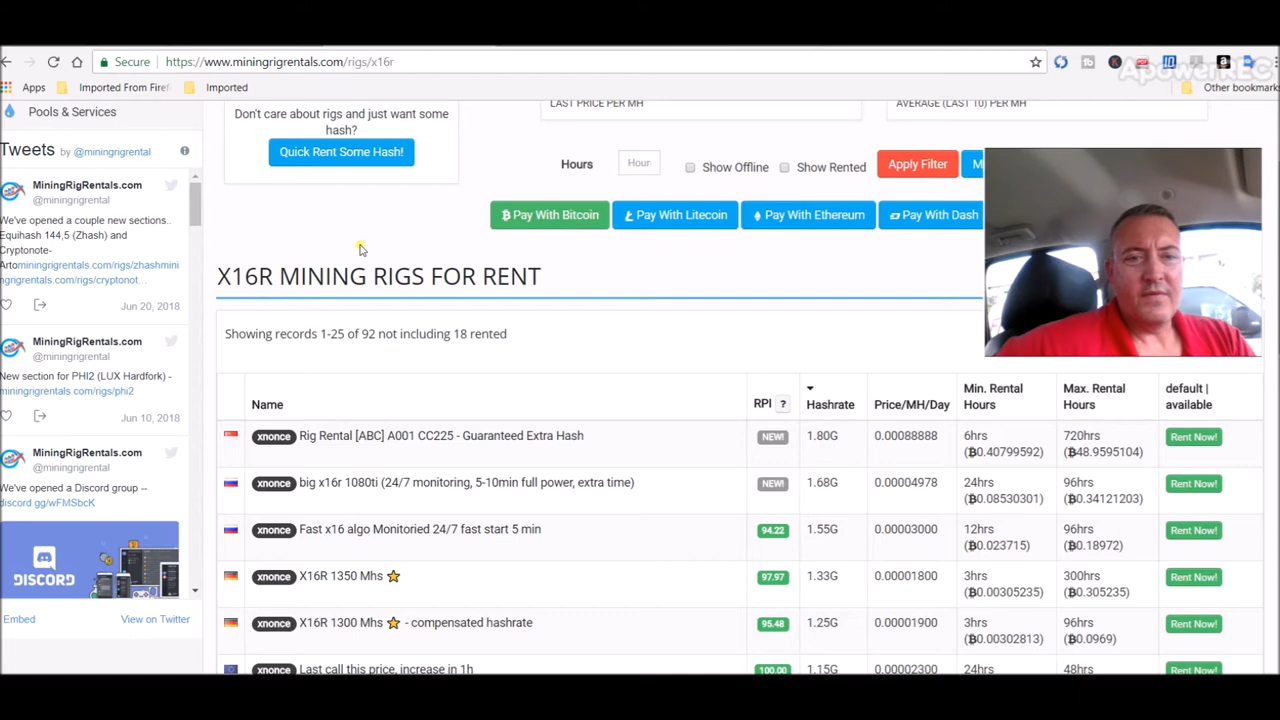 Secure https://www.miningrigrentals.com/rigs/x16r
ApowerREC
Apps Imported From Firef Imported Other bookmarks
Pools & Services
Tweets by @miningrigrental
MiningRigRentals.com
@miningrigrental
We've opened a couple new sections..
Equihash 144,5 (Zhash) and
Cryptonote-
Artominingrigrentals.com/rigs/zhashmini
ngrigrentals.com/rigs/cryptonot…
Jun 20, 2018
MiningRigRentals.com
@miningrigrental
New section for PHI2 (LUX Hardfork) -
miningrigrentals.com/rigs/phi2
Jun 10, 2018
MiningRigRentals.com
@miningrigrental
We've opened a Discord group --
discord.gg/wFMSbcK
DISCORD
Embed View on Twitter
Don't care about rigs and just want some
hash?
Quick Rent Some Hash!
LAST PRICE PER MH
AVERAGE (LAST 10) PER MH
Hours Hour Show Offline Show Rented Apply Filter M
Pay With Bitcoin Pay With Litecoin Pay With Ethereum Pay With Dash
X16R MINING RIGS FOR RENT
Showing records 1-25 of 92 not including 18 rented
Name RPI ? Hashrate Price/MH/Day Min. Rental Hours Max. Rental Hours default | available
xnonce Rig Rental [ABC] A001 CC225 - Guaranteed Extra Hash NEW! 1.80G 0.00088888 6hrs (₿0.40799592) 720hrs (₿48.9595104) Rent Now!
xnonce big x16r 1080ti (24/7 monitoring, 5-10min full power, extra time) NEW! 1.68G 0.00004978 24hrs (₿0.08530301) 96hrs (₿0.34121203) Rent Now!
xnonce Fast x16 algo Monitoried 24/7 fast start 5 min 94.22 1.55G 0.00003000 12hrs (₿0.023715) 96hrs (₿0.18972) Rent Now!
xnonce X16R 1350 Mhs 97.97 1.33G 0.00001800 3hrs (₿0.00305235) 300hrs (₿0.305235) Rent Now!
xnonce X16R 1300 Mhs - compensated hashrate 95.48 1.25G 0.00001900 3hrs (₿0.00302813) 96hrs (₿0.0969) Rent Now!
xnonce Last call this price, increase in 1h 100.00 1.15G 0.00002300 24hrs 48hrs Rent Now!